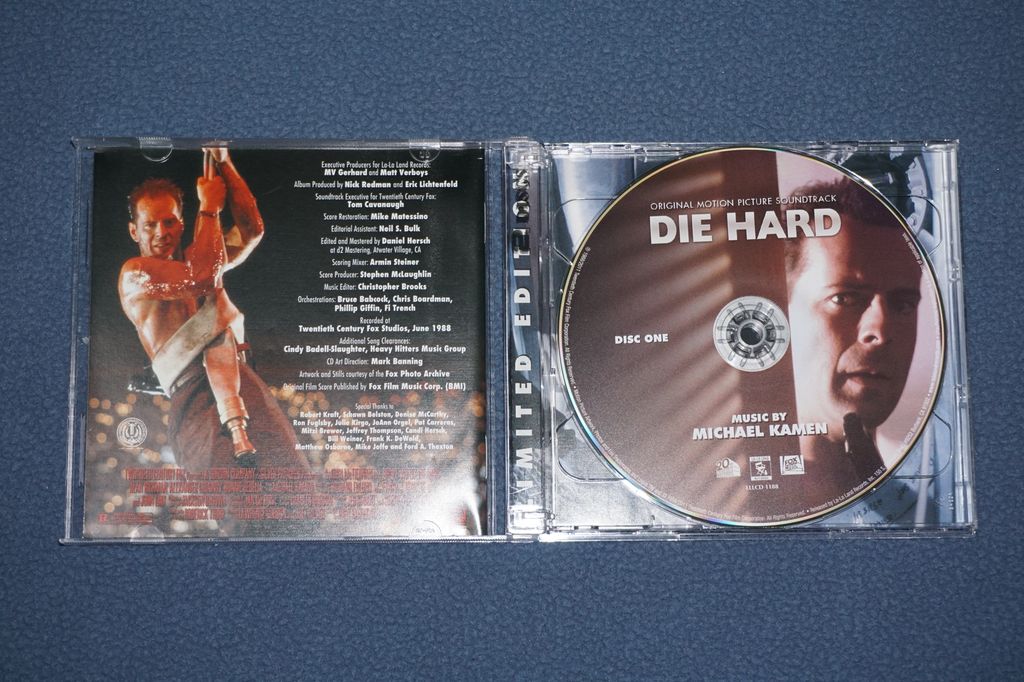 Executive Producers for La-La Land Records:
MV Gerhard and Matt Verboys
Album Produced by Nick Redman and Eric Lichtenfeld
Soundtrack Executive for Twentieth Century Fox:
Tom Cavanaugh
Score Restoration: Mike Matessino
Editorial Assistant: Neil S. Bulk
Edited and Mastered by Daniel Hersch
at d2 Mastering, Atwater Village, CA
Scoring Mixer: Armin Steiner
Score Producer: Stephen McLaughlin
Music Editor: Christopher Brooks
Orchestrations: Bruce Babcock, Chris Boardman,
Phillip Giffin, Fi Trench
Recorded at
Twentieth Century Fox Studios, June 1988
Additional Song Clearances:
Cindy Badell-Slaughter, Heavy Hitters Music Group
CD Art Direction: Mark Banning
Artwork and Stills courtesy of the Fox Photo Archive
Original Film Score Published by Fox Film Music Corp. (BMI)
Special Thanks to
Robert Kraft, Schawn Belston, Denise McCarthy,
Ron Fuglsby, Julie Kirgo, JoAnn Orgel, Pat Carreras,
Mitzi Brewer, Jeffrey Thompson, Candi Hersch,
Bill Weiner, Frank K. DeWald,
Matthew Osborne, Mike Joffe and Ford A. Thaxton
LIMITED EDITION
ORIGINAL MOTION PICTURE SOUNDTRACK
DIE HARD
DISC ONE
MUSIC BY
MICHAEL KAMEN
LLLCD 1188